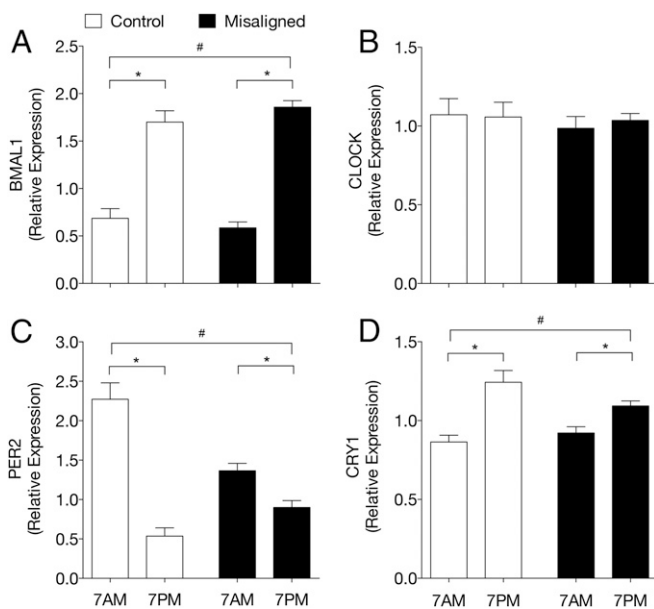 Control Misaligned
A B
2.5 1.5
# 
* *
2.0
1.5 1.0
BMAL1
(Relative Expression)
CLOCK
(Relative Expression)
1.0 0.5
0.5
0.0 0.0
C D
3.0 1.5
# #
* * * *
2.5
2.0 1.0
1.5
PER2
(Relative Expression)
CRY1
(Relative Expression)
1.0 0.5
0.5
0.0 0.0
7AM 7PM 7AM 7PM 7AM 7PM 7AM 7PM